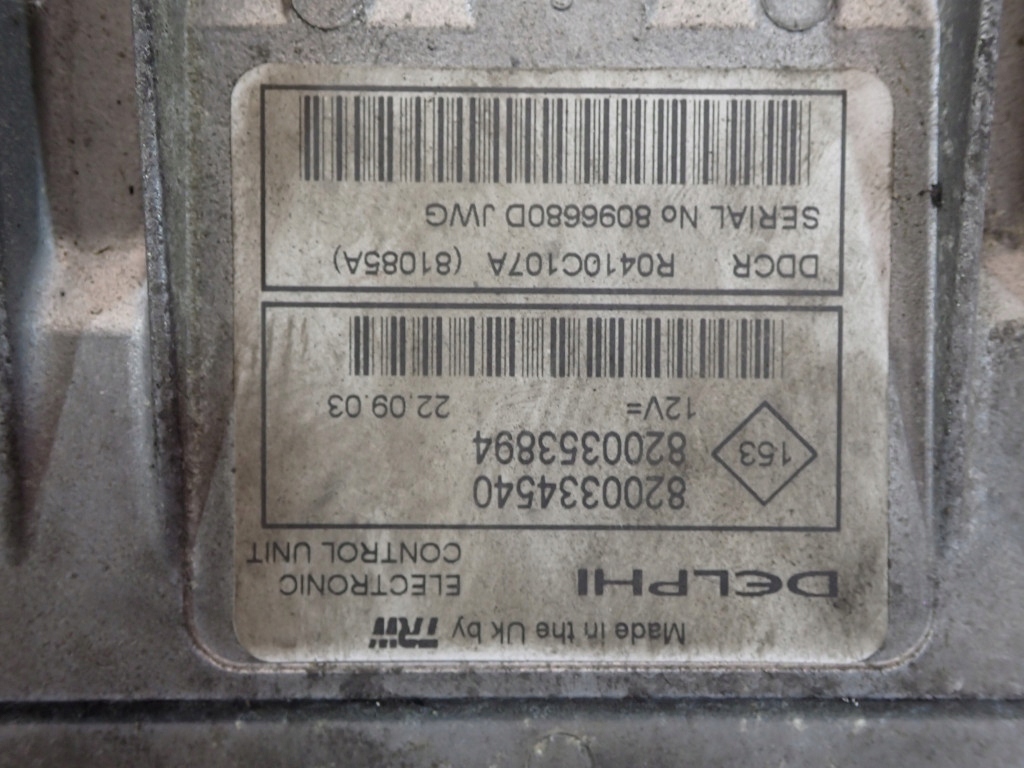 Made in the Uk by TRW
DELPHI ELECTRONIC CONTROL UNIT
8200334540
8200353894
153
12V= 22.09.03
DDCR R0410C107A (81085A)
SERIAL No 8096680D JWG